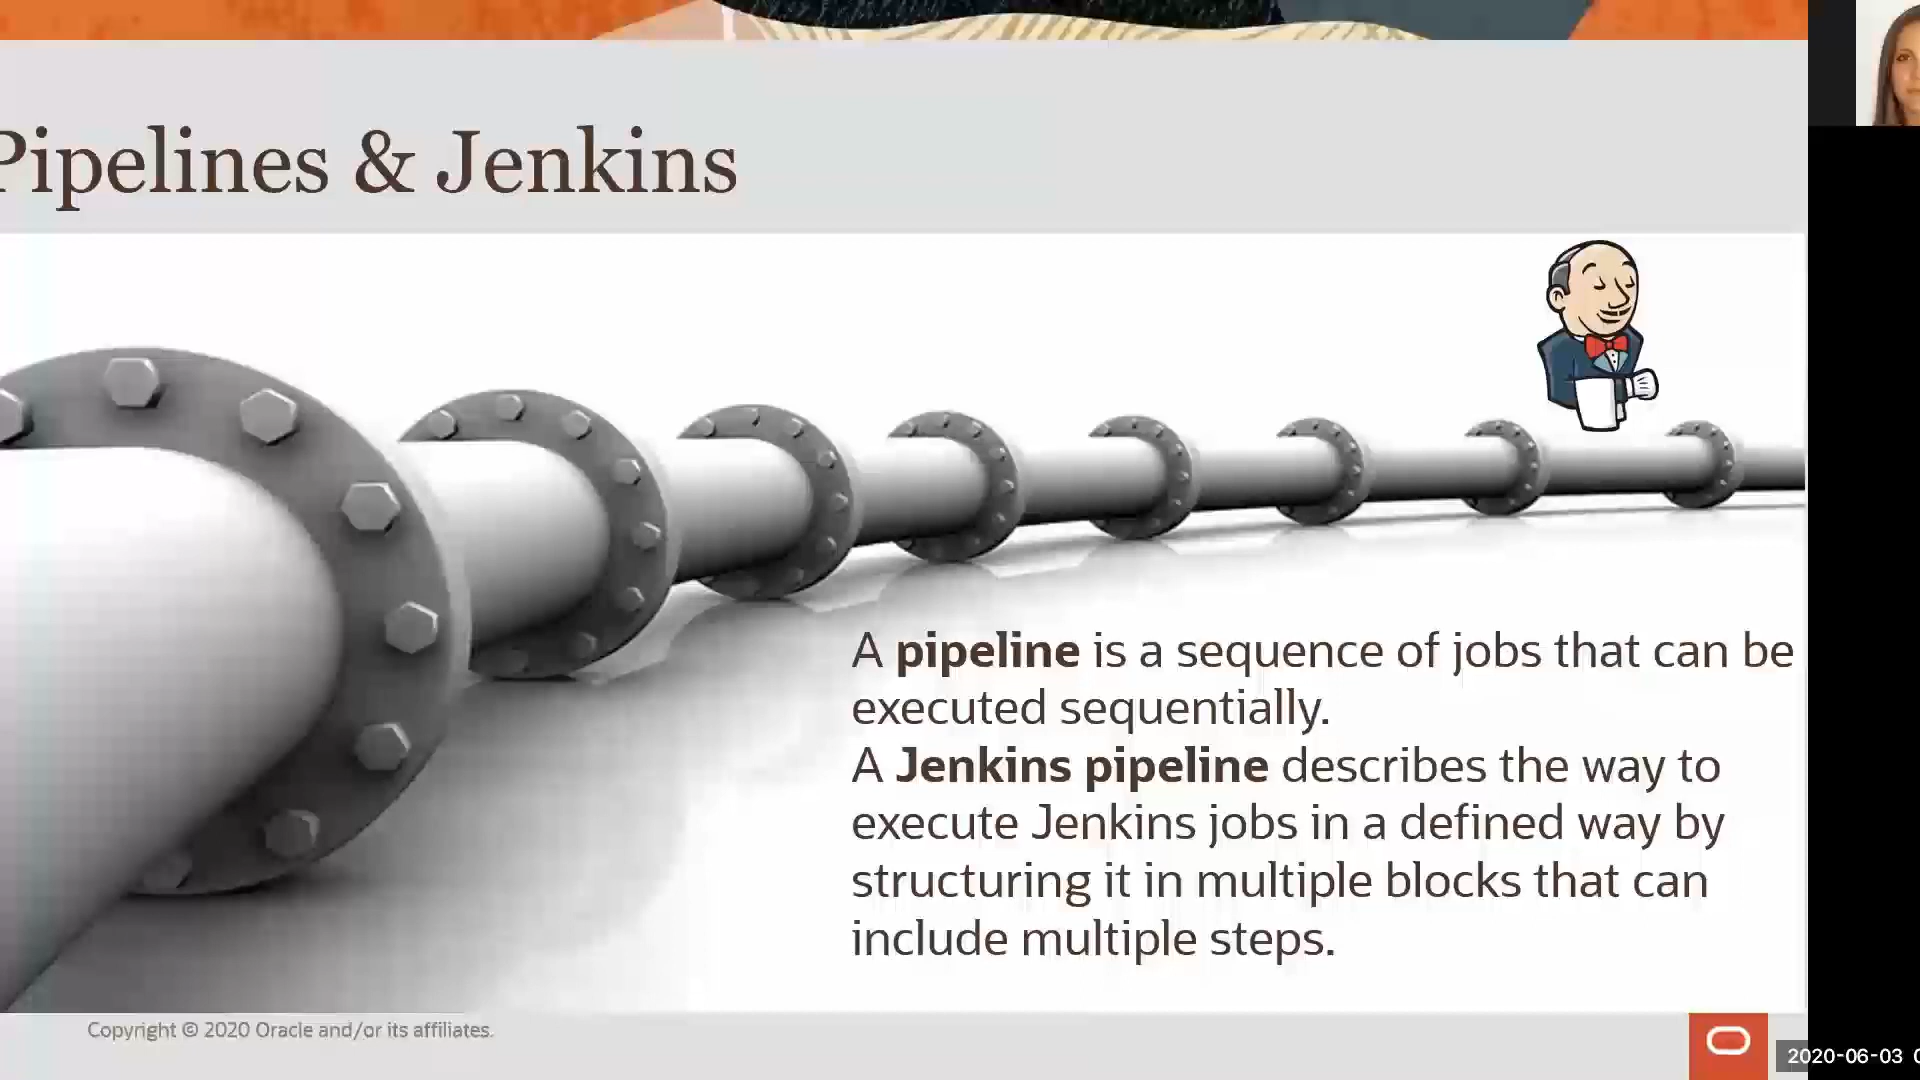 Pipelines & Jenkins
A pipeline is a sequence of jobs that can be
executed sequentially.
A Jenkins pipeline describes the way to
execute Jenkins jobs in a defined way by
structuring it in multiple blocks that can
include multiple steps.
Copyright © 2020 Oracle and/or its affiliates.
2020-06-03